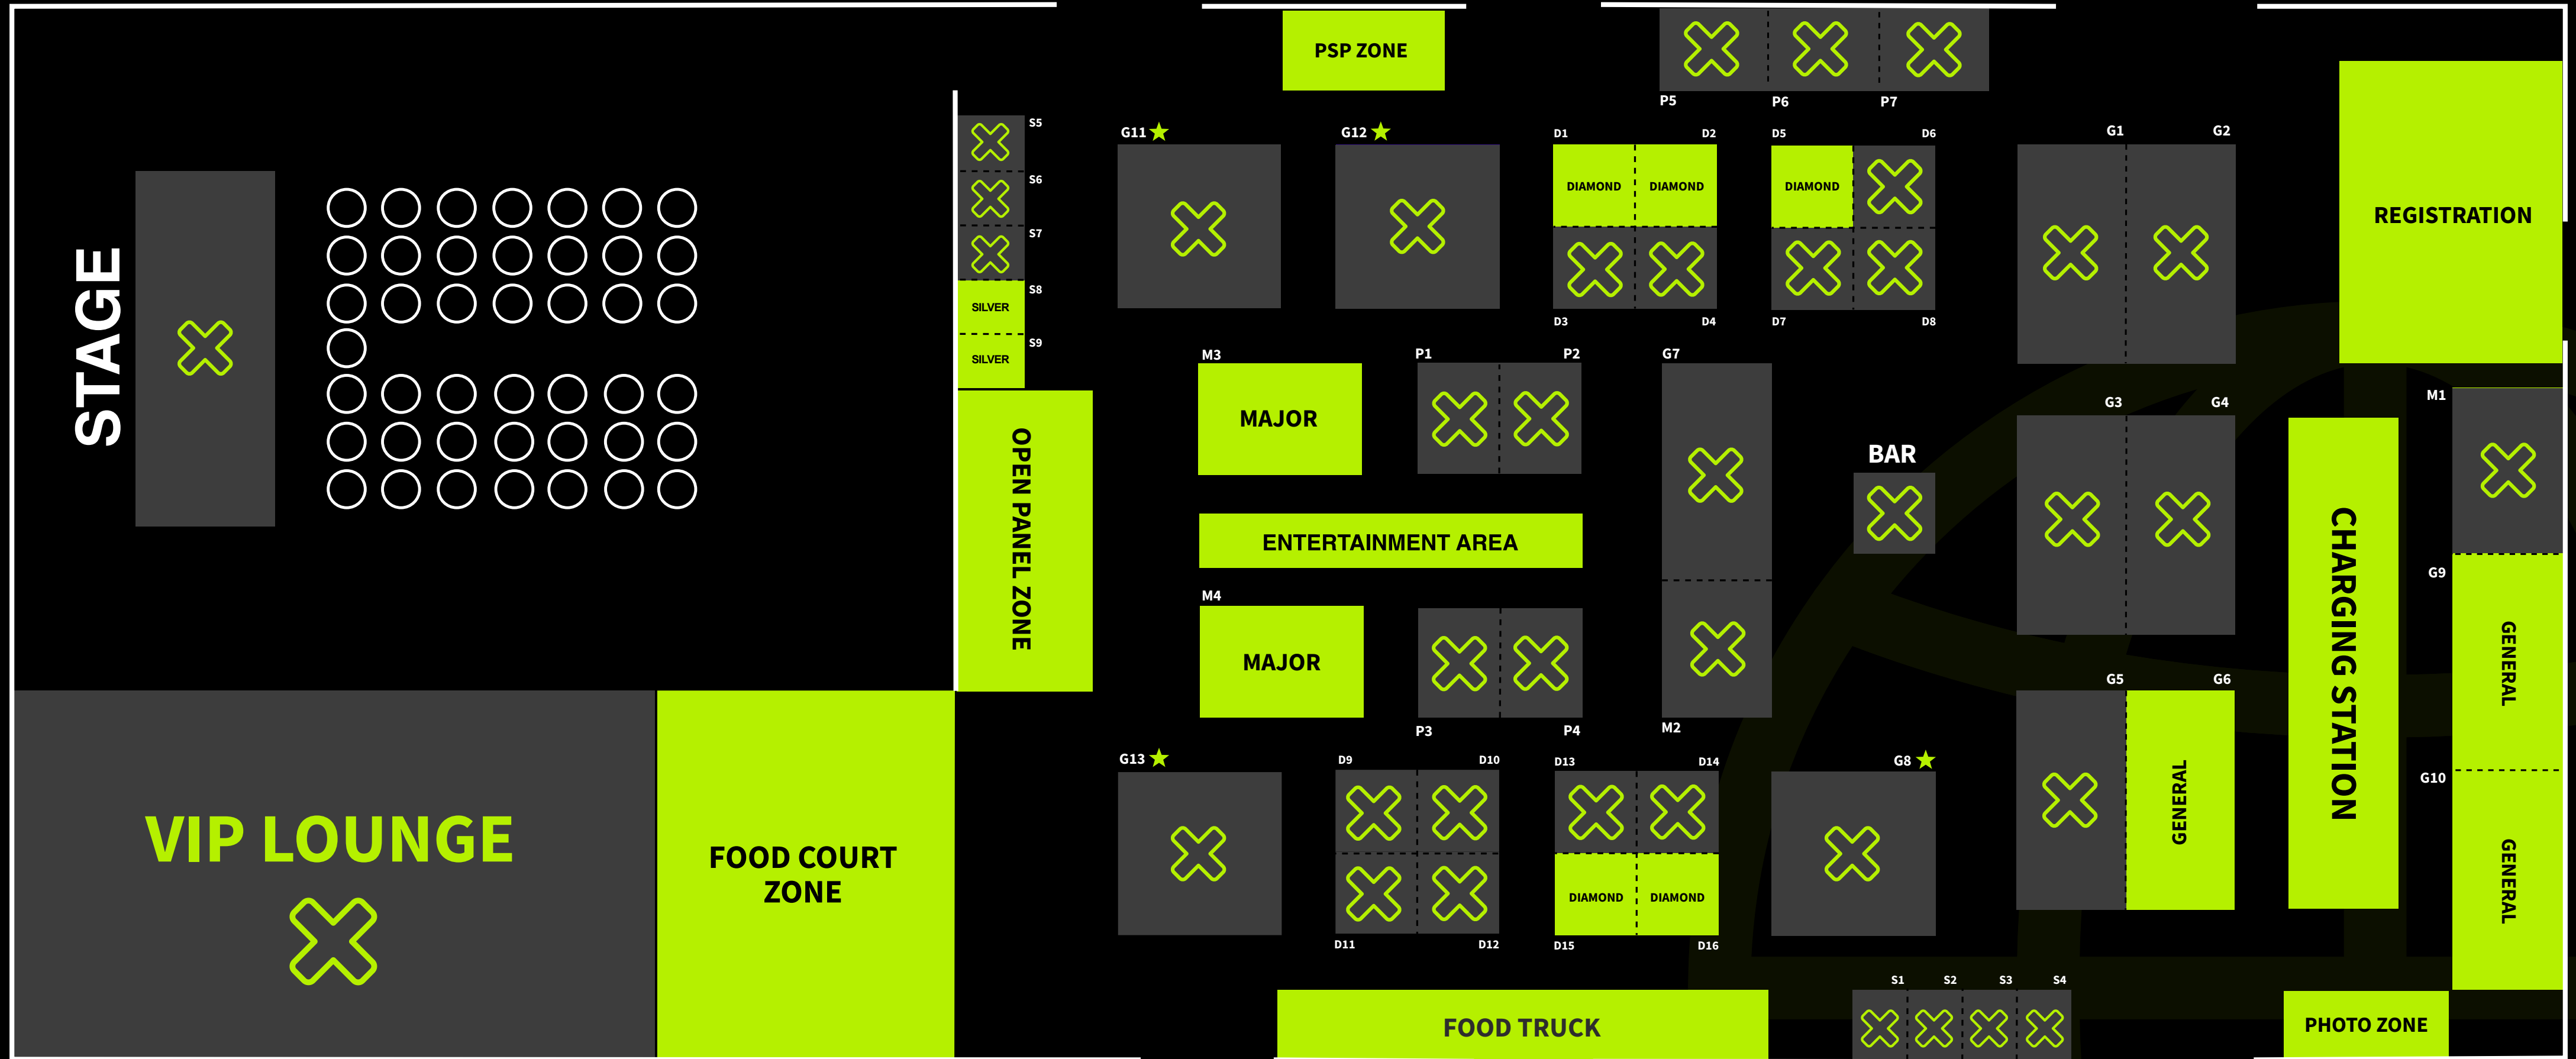 PSP ZONE
P5
P6
P7
S5
S6
S7
SILVER
S8
SILVER
S9
G11
G12
D1
D2
DIAMOND
DIAMOND
D3
D4
D5
D6
DIAMOND
D7
D8
G1
G2
REGISTRATION
STAGE
OPEN PANEL ZONE
M3
MAJOR
P1
P2
G7
BAR
G3
G4
M1
ENTERTAINMENT AREA
CHARGING STATION
G9
GENERAL
M4
MAJOR
P3
P4
M2
G5
G6
GENERAL
G10
GENERAL
VIP LOUNGE
FOOD COURT
ZONE
G13
D9
D10
D11
D12
D13
D14
DIAMOND
DIAMOND
D15
D16
G8
FOOD TRUCK
S1
S2
S3
S4
PHOTO ZONE